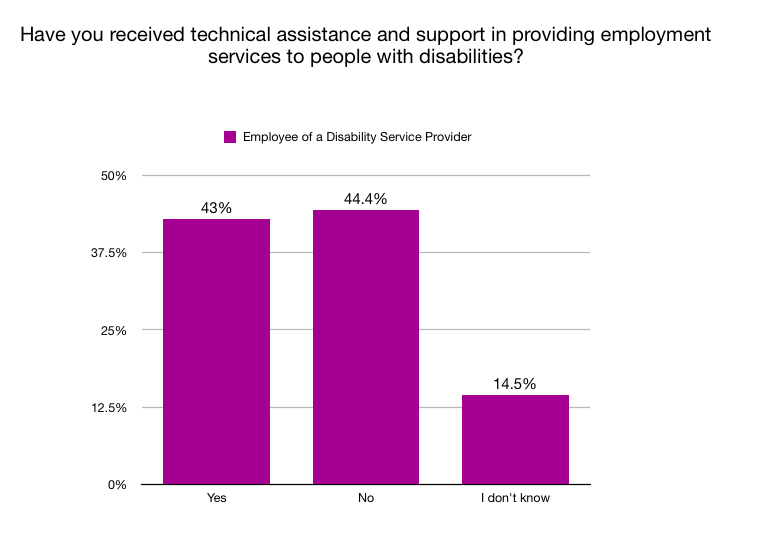 Have you received technical assistance and support in providing employment
services to people with disabilities?
Employee of a Disability Service Provider
50%
37.5%
25%
12.5%
0%
43%
44.4%
14.5%
Yes
No
I don't know